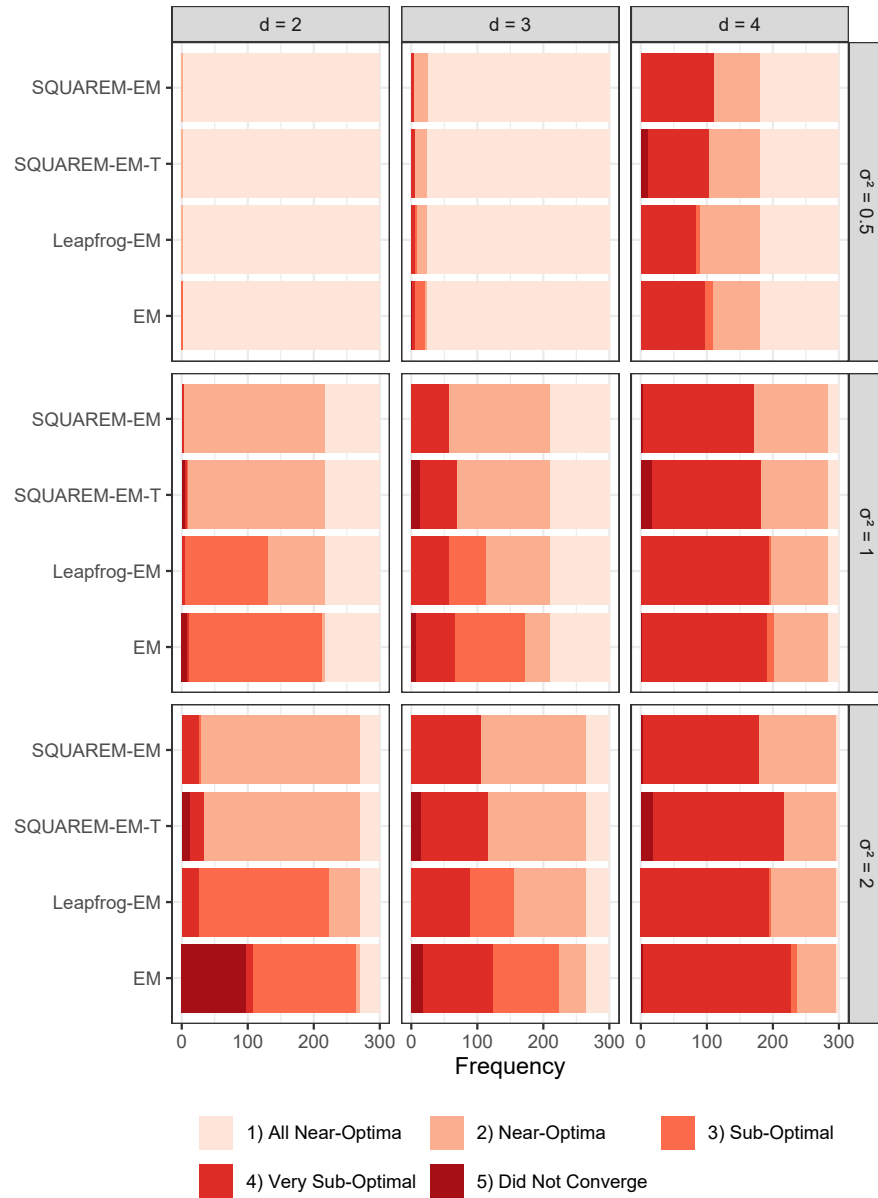 d = 2 d = 3 d = 4
SQUAREM-EM
SQUAREM-EM-T
Leapfrog-EM
EM
σ² = 0.5
SQUAREM-EM
SQUAREM-EM-T
Leapfrog-EM
EM
σ² = 1
SQUAREM-EM
SQUAREM-EM-T
Leapfrog-EM
EM
σ² = 2
0 100 200 300 0 100 200 300 0 100 200 300
Frequency
1) All Near-Optima 2) Near-Optima 3) Sub-Optimal
4) Very Sub-Optimal 5) Did Not Converge